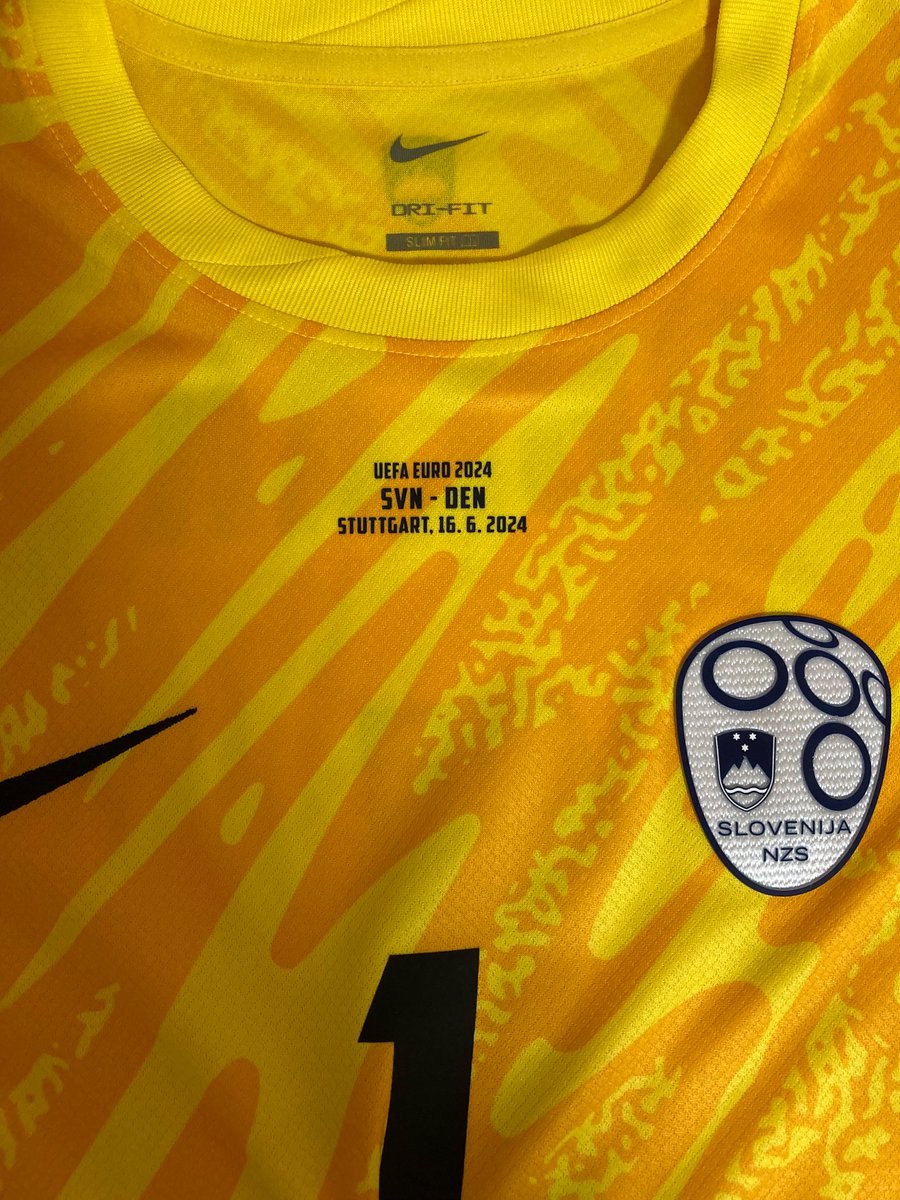 DRI-FIT
SLIM FIT
UEFA EURO 2024
SVN - DEN
STUTTGART, 16. 6. 2024
SLOVENIJA
NZS
1